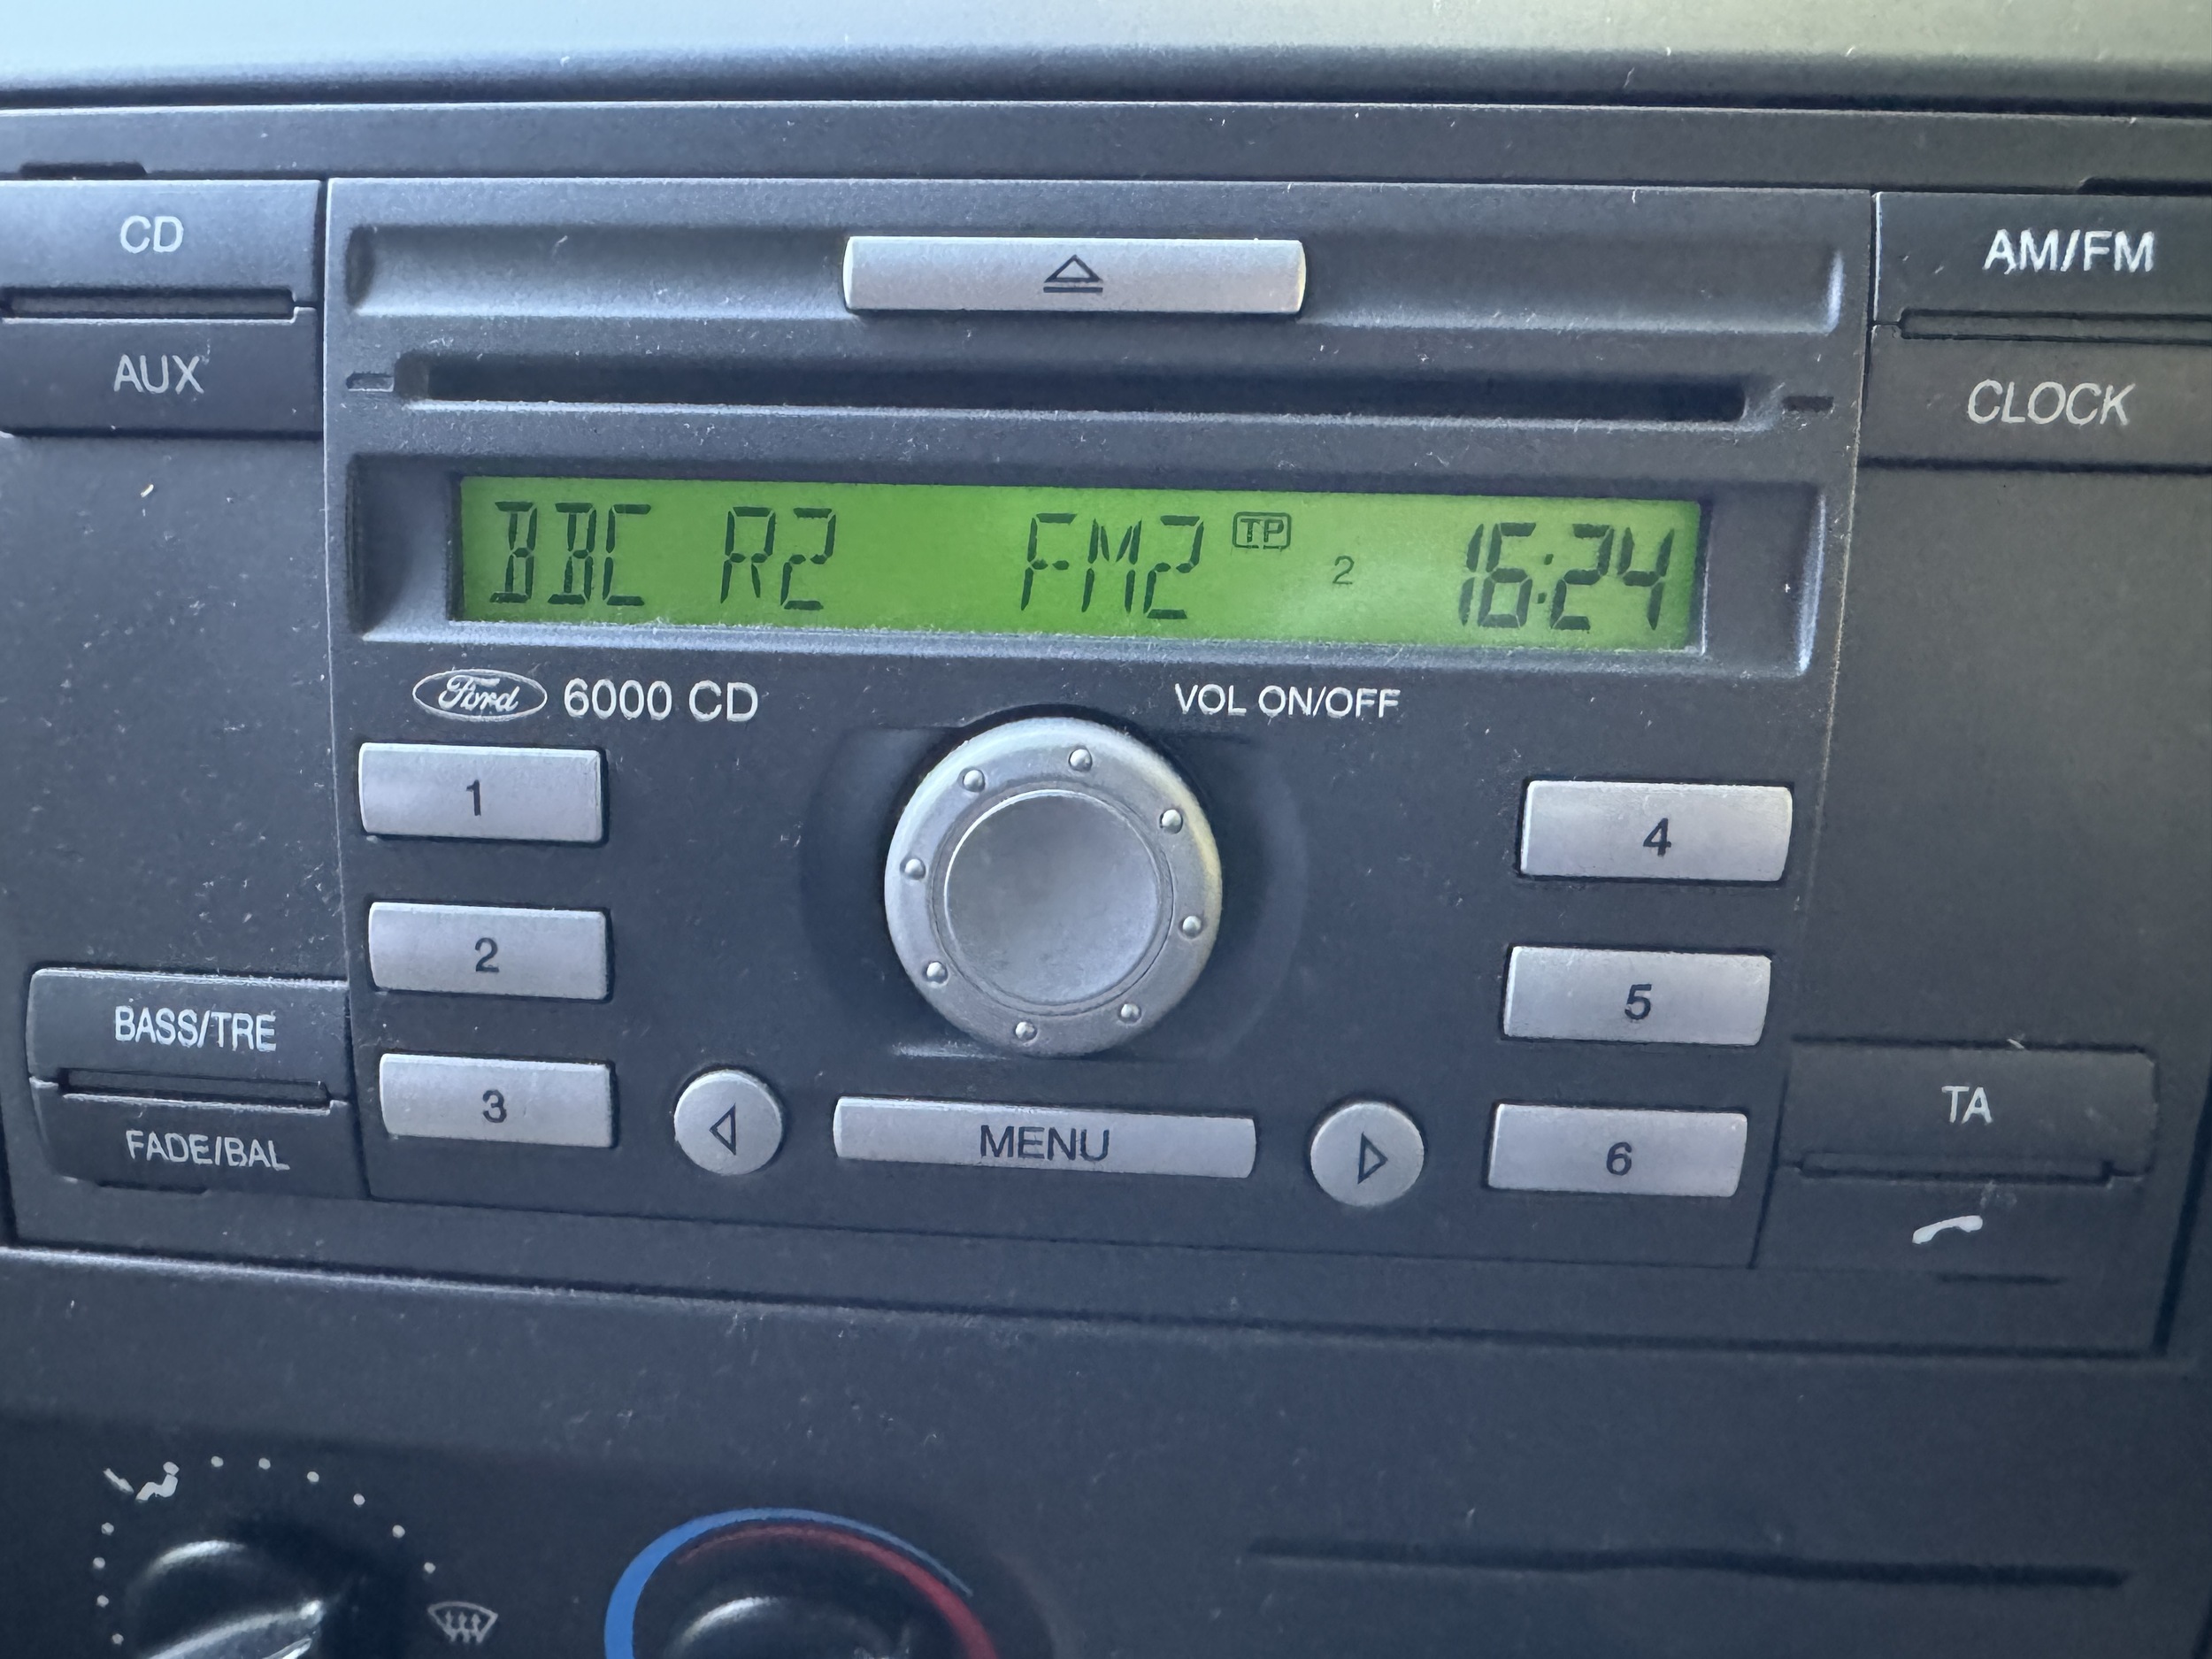 CD
AM/FM
AUX
CLOCK
BBC R2 FM2 TP 2 16:24
Ford 6000 CD
VOL ON/OFF
1
4
2
5
BASS/TRE
3
TA
FADE/BAL
MENU
6